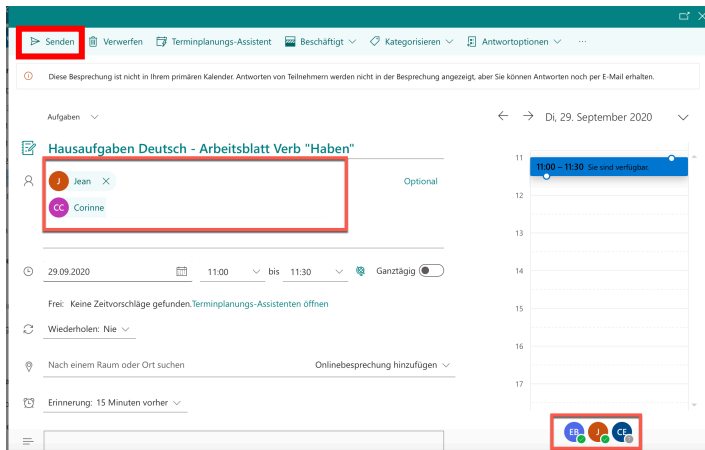 Senden Verwerfen Terminplanungs-Assistent Beschäftigt Kategorisieren Antwortoptionen ...
Diese Besprechung ist nicht in Ihrem primären Kalender. Antworten von Teilnehmern werden nicht in der Besprechung angezeigt, aber Sie können Antworten noch per E-Mail erhalten.
Aufgaben
Hausaufgaben Deutsch - Arbeitsblatt Verb "Haben"
J Jean Optional
CC Corinne
29.09.2020 11:00 bis 11:30 Ganztägig
Frei: Keine Zeitvorschläge gefunden.Terminplanungs-Assistenten öffnen
Wiederholen: Nie
Nach einem Raum oder Ort suchen Onlinebesprechung hinzufügen
Erinnerung: 15 Minuten vorher
Di, 29. September 2020
11
11:00 – 11:30 Sie sind verfügbar.
12
13
14
15
16
17
EB J CE